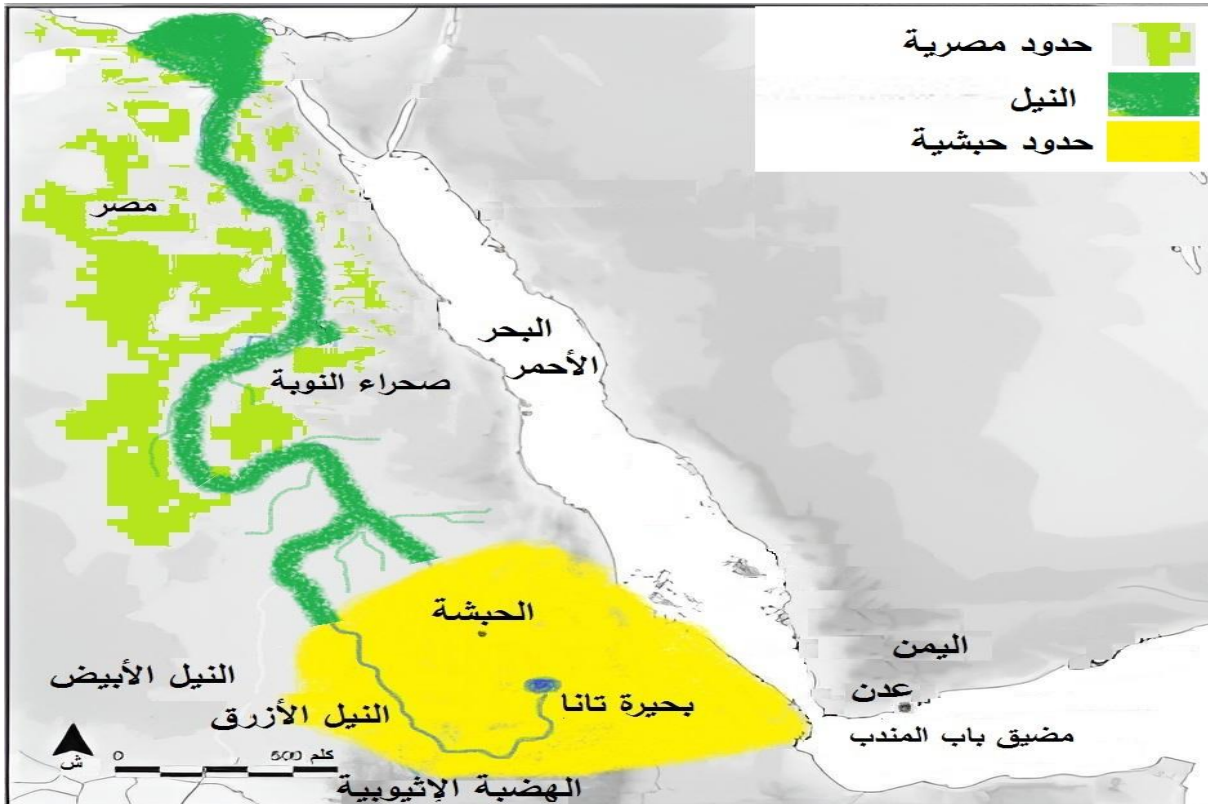 حدود مصرية
النيل
حدود حبشية
مصر
البحر
الأحمر
صحراء النوبة
الحبشة
اليمن
النيل الأبيض
عدن
بحيرة تانا
النيل الأزرق
مضيق باب المندب
ش
0 500 كلم
الهضبة الإثيوبية